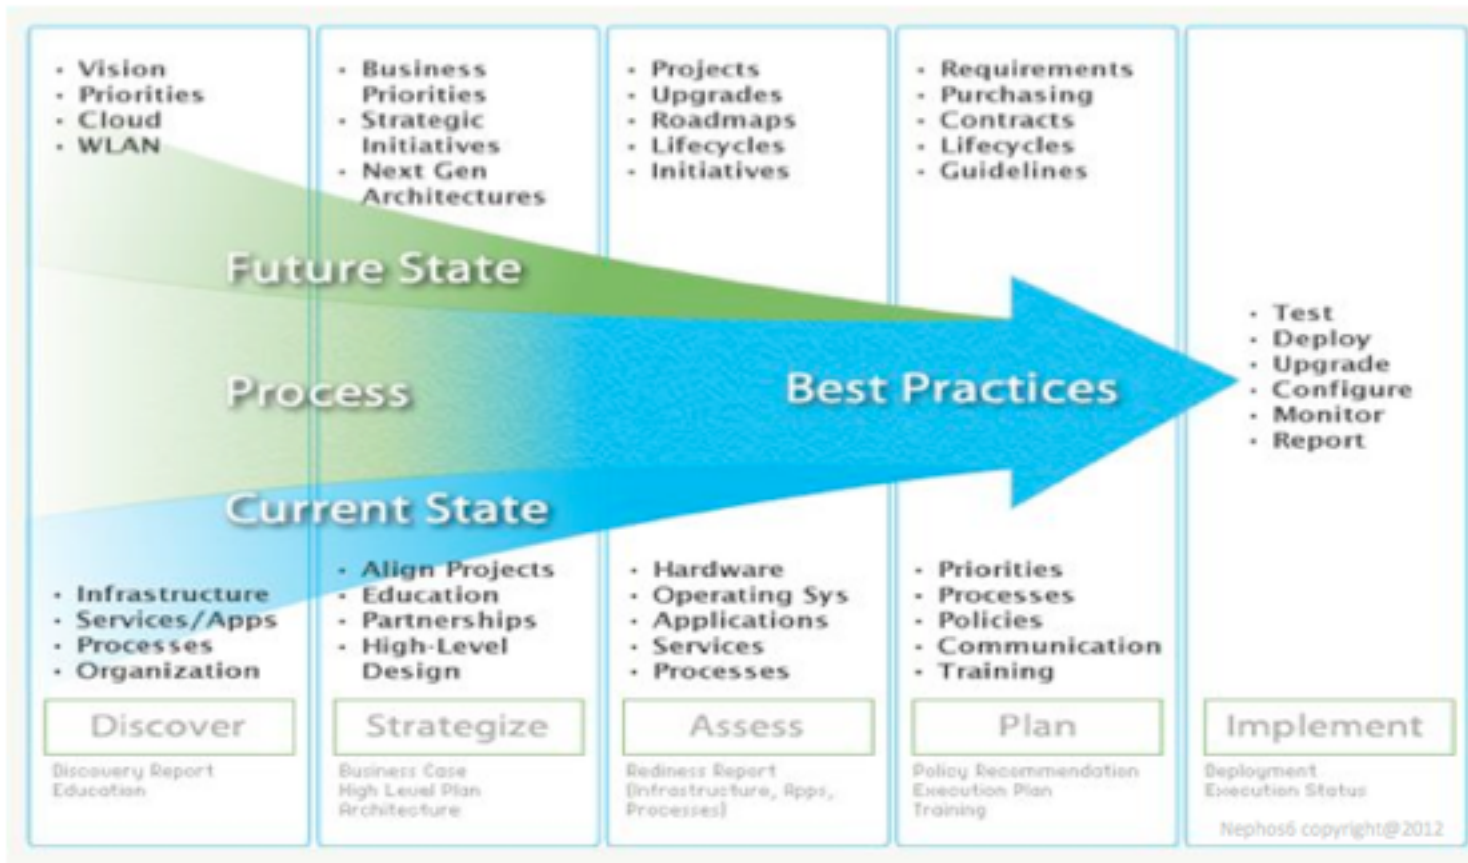 · Vision
· Priorities
· Cloud
· WLAN
· Business
Priorities
· Strategic
Initiatives
· Next Gen
Architectures
· Projects
· Upgrades
· Roadmaps
· Lifecycles
· Initiatives
· Requirements
· Purchasing
· Contracts
· Lifecycles
· Guidelines
Future State
Process
Best Practices
Current State
· Test
· Deploy
· Upgrade
· Configure
· Monitor
· Report
· Infrastructure
· Services/Apps
· Processes
· Organization
· Align Projects
· Education
· Partnerships
· High-Level
Design
· Hardware
· Operating Sys
· Applications
· Services
· Processes
· Priorities
· Processes
· Policies
· Communication
· Training
Discover
Discovery Report
Education
Strategize
Business Case
High Level Plan
Architecture
Assess
Rediness Report
(Infrastructure, Apps,
Processes)
Plan
Policy Recommendation
Execution Plan
Training
Implement
Deployment
Execution Status
Nephos6 copyright@2012